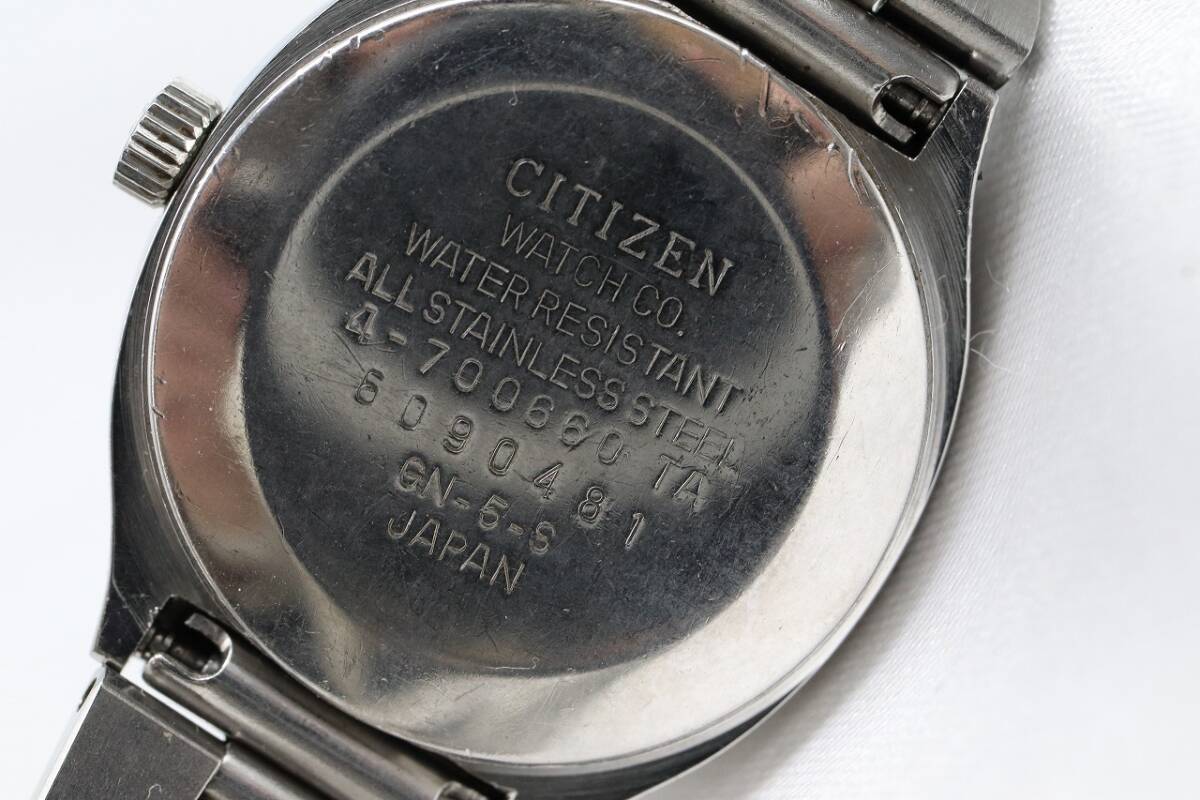 CITIZEN
WATCH CO.
WATER RESISTANT
ALL STAINLESS STEEL
4-700660 TA
6090481
GN-5-S
JAPAN